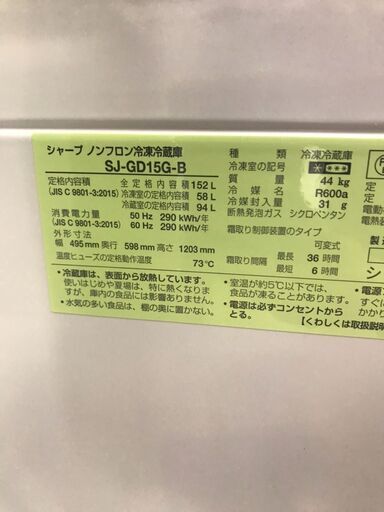 シャープ ノンフロン冷凍冷蔵庫
SJ-GD15G-B
定格内容積 全定格内容積 152 L
(JIS C 9801-3:2015) 冷凍室の定格内容積 58 L
冷蔵室の定格内容積 94 L
消費電力量 50 Hz 290 kWh/年
(JIS C 9801-3:2015) 60 Hz 290 kWh/年
外形寸法
幅 495mm 奥行 598 mm 高さ 1203 mm
温度ヒューズの定格動作温度 73℃
種類 冷凍冷蔵庫
冷凍室の記号
質量 44 kg
冷媒名 R600a
冷媒封入量 31 g
断熱発泡ガス シクロペンタン
霜取り制御装置のタイプ
可変式
霜取り間隔 最長 36 時間
最短 6 時間
•冷蔵庫は、表面から放熱しています。
使いはじめや夏場は、特に熱くなりま
すが、庫内の食品には影響ありません。
•水気の多い食品は、棚の奥に置かない。
•室温が約5℃以下では、
食品が凍ることがあります。
•電源は必ずコンセントから
とる。
【くわしくは取扱説明
電動
電熱装
製造
シ
•電源
かかり